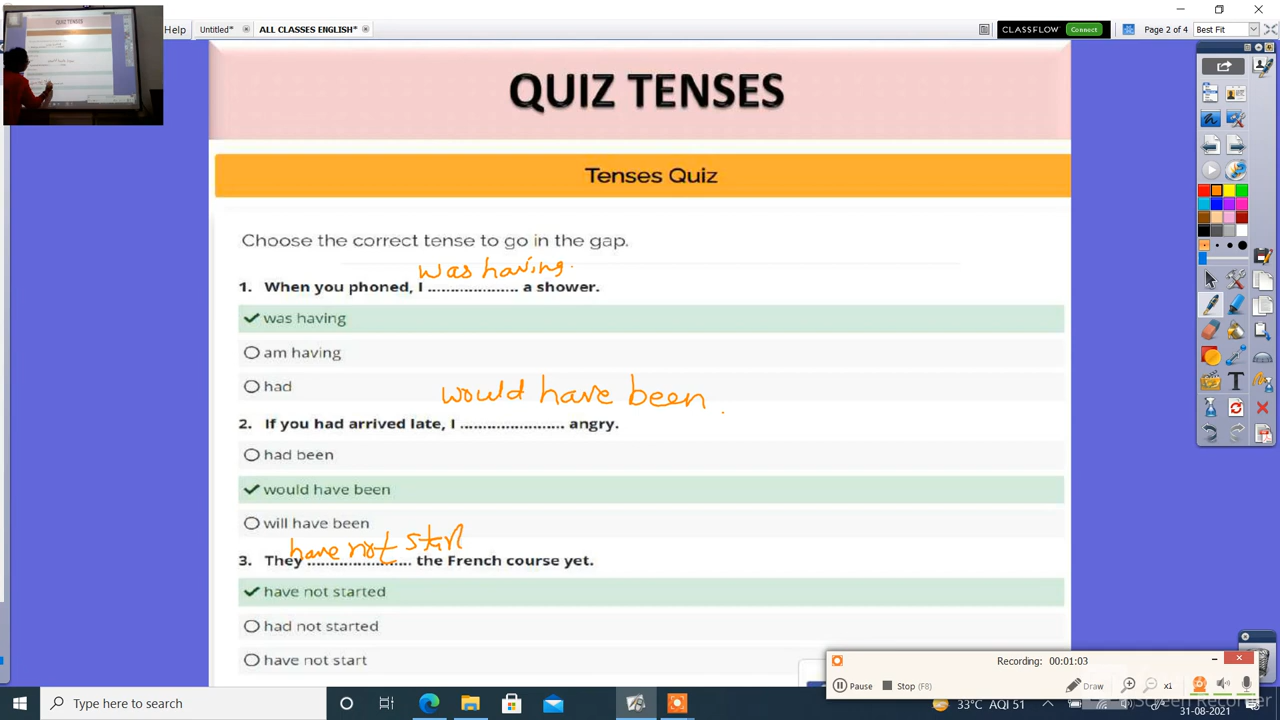 Help Untitled* ALL CLASSES ENGLISH* CLASSFLOW Connect Page 2 of 4 Best Fit
QUIZ TENSES
QUIZ TENSES
Tenses Quiz
Choose the correct tense to go in the gap.
was having.
1. When you phoned, I .................... a shower.
was having
am having
had
would have been.
2. If you had arrived late, I ....................... angry.
had been
would have been
will have been
have not start
3. They ....................... the French course yet.
have not started
had not started
have not start
Recording: 00:01:03
Pause Stop (F8) Draw x1
Type here to search
33°C AQI 51
31-08-2021
Screen Recorder